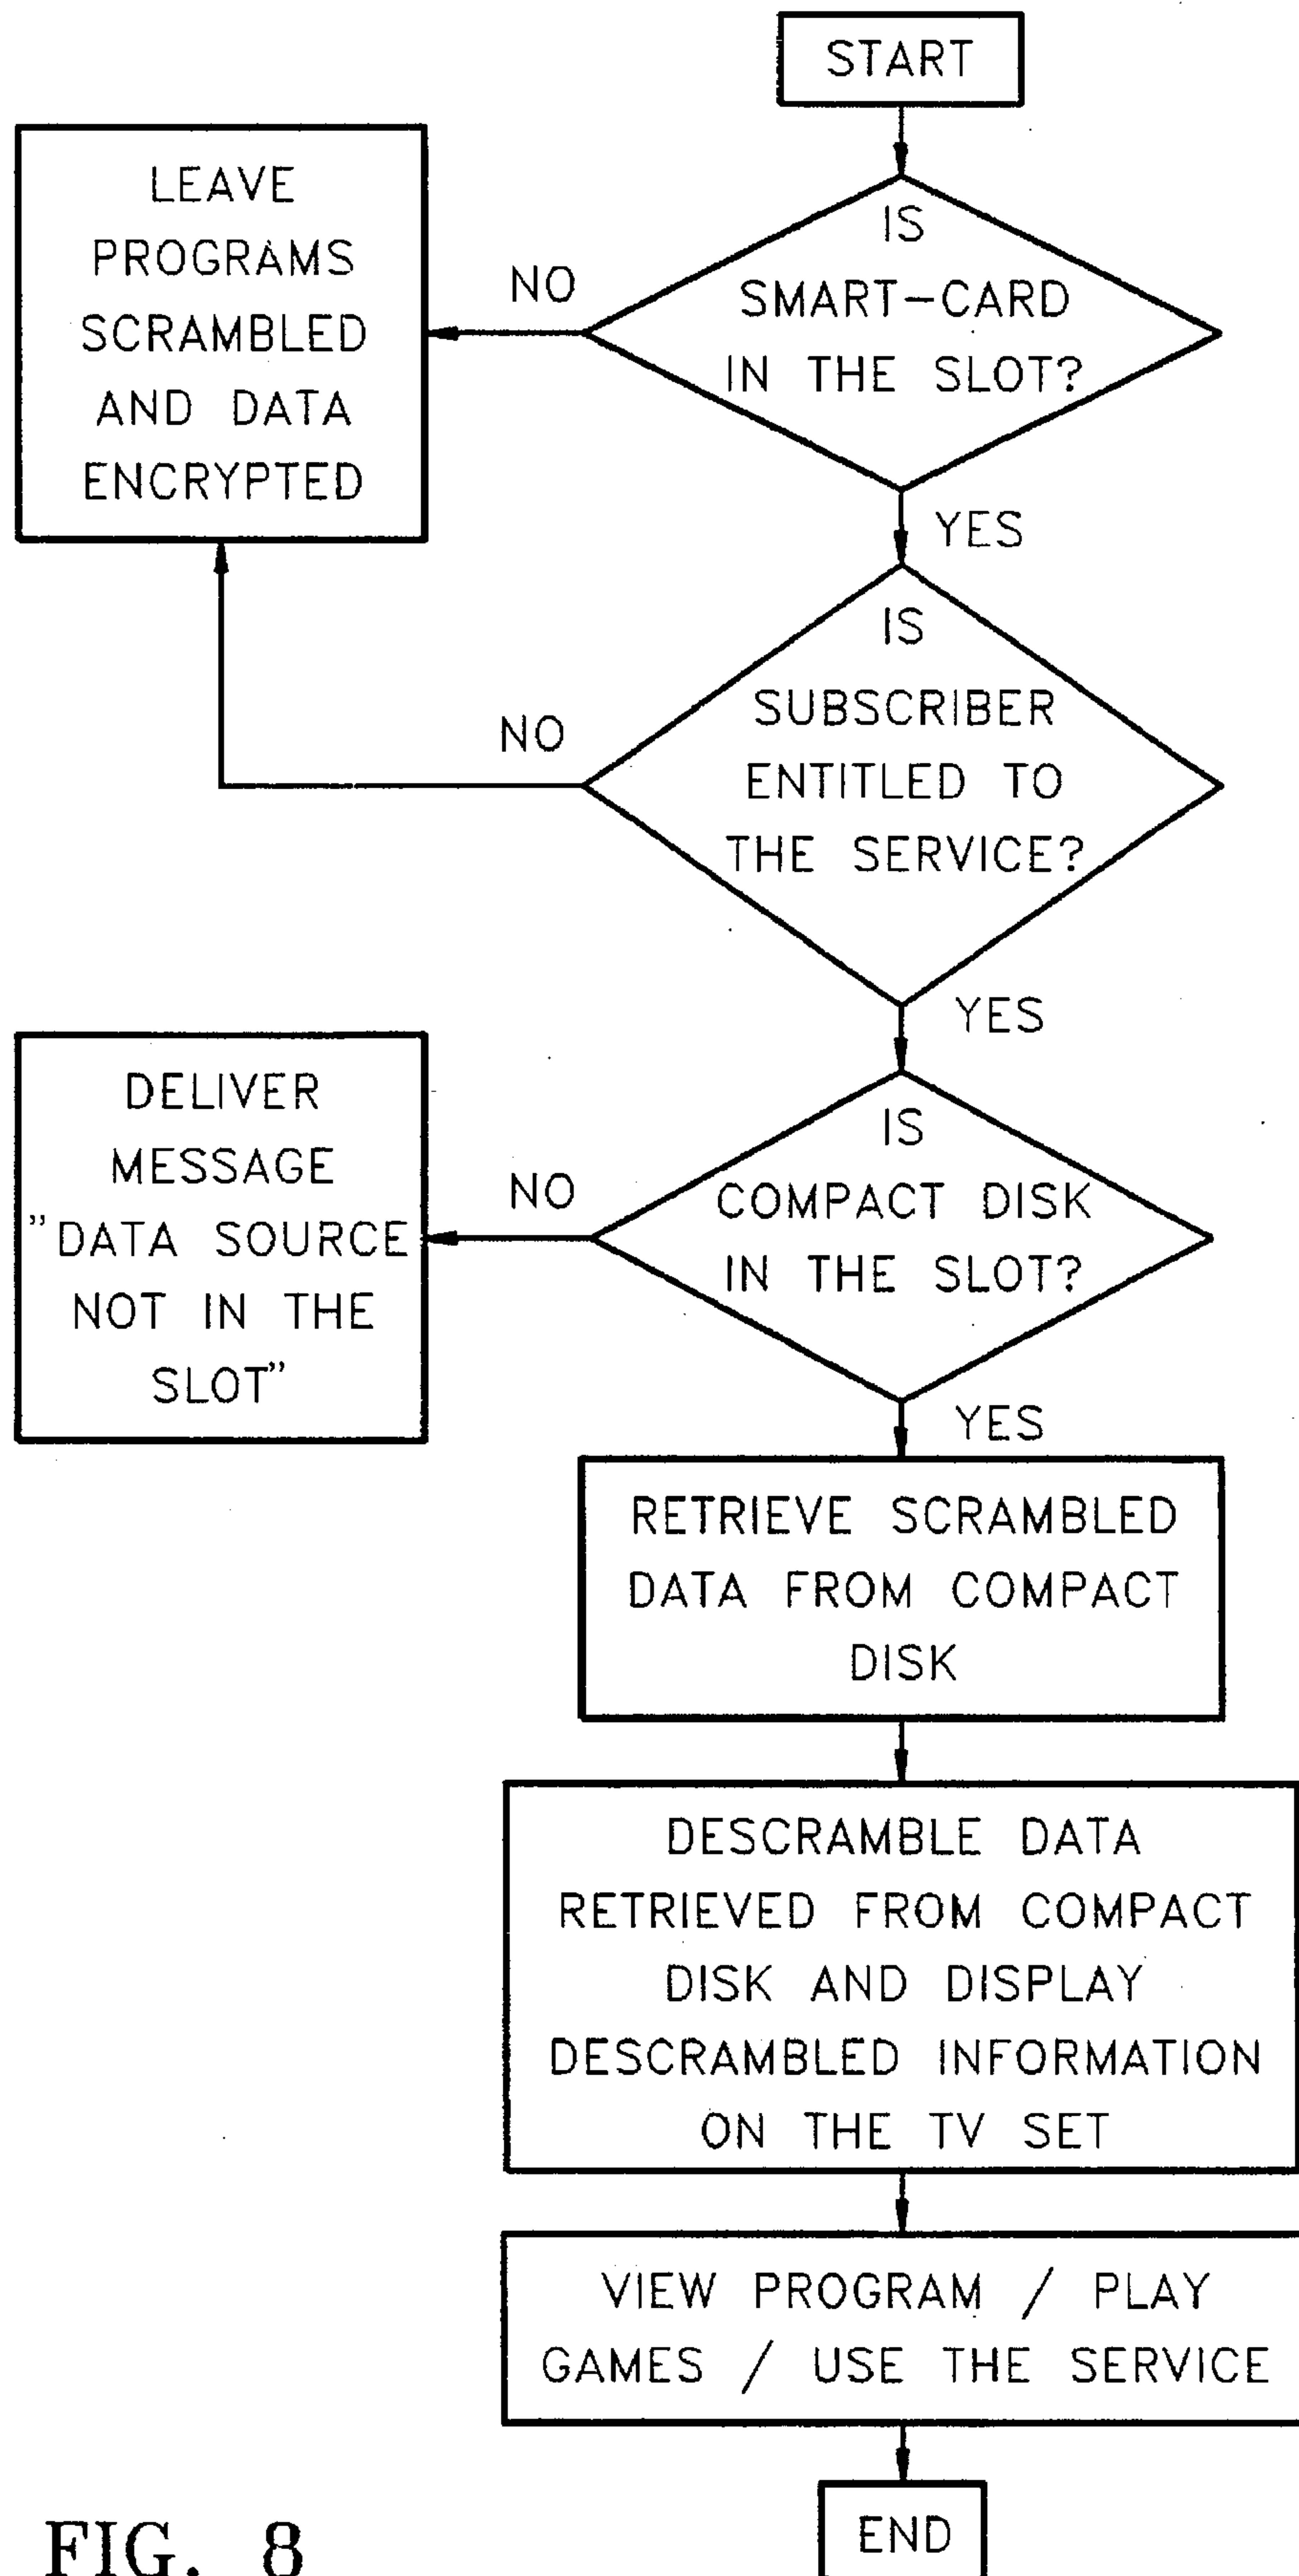 START
LEAVE
PROGRAMS
SCRAMBLED
AND DATA
ENCRYPTED
NO
IS
SMART-CARD
IN THE SLOT?
YES
NO
IS
SUBSCRIBER
ENTITLED TO
THE SERVICE?
YES
DELIVER
MESSAGE
"DATA SOURCE
NOT IN THE
SLOT"
NO
IS
COMPACT DISK
IN THE SLOT?
YES
RETRIEVE SCRAMBLED
DATA FROM COMPACT
DISK
DESCRAMBLE DATA
RETRIEVED FROM COMPACT
DISK AND DISPLAY
DESCRAMBLED INFORMATION
ON THE TV SET
VIEW PROGRAM / PLAY
GAMES / USE THE SERVICE
END
FIG. 8